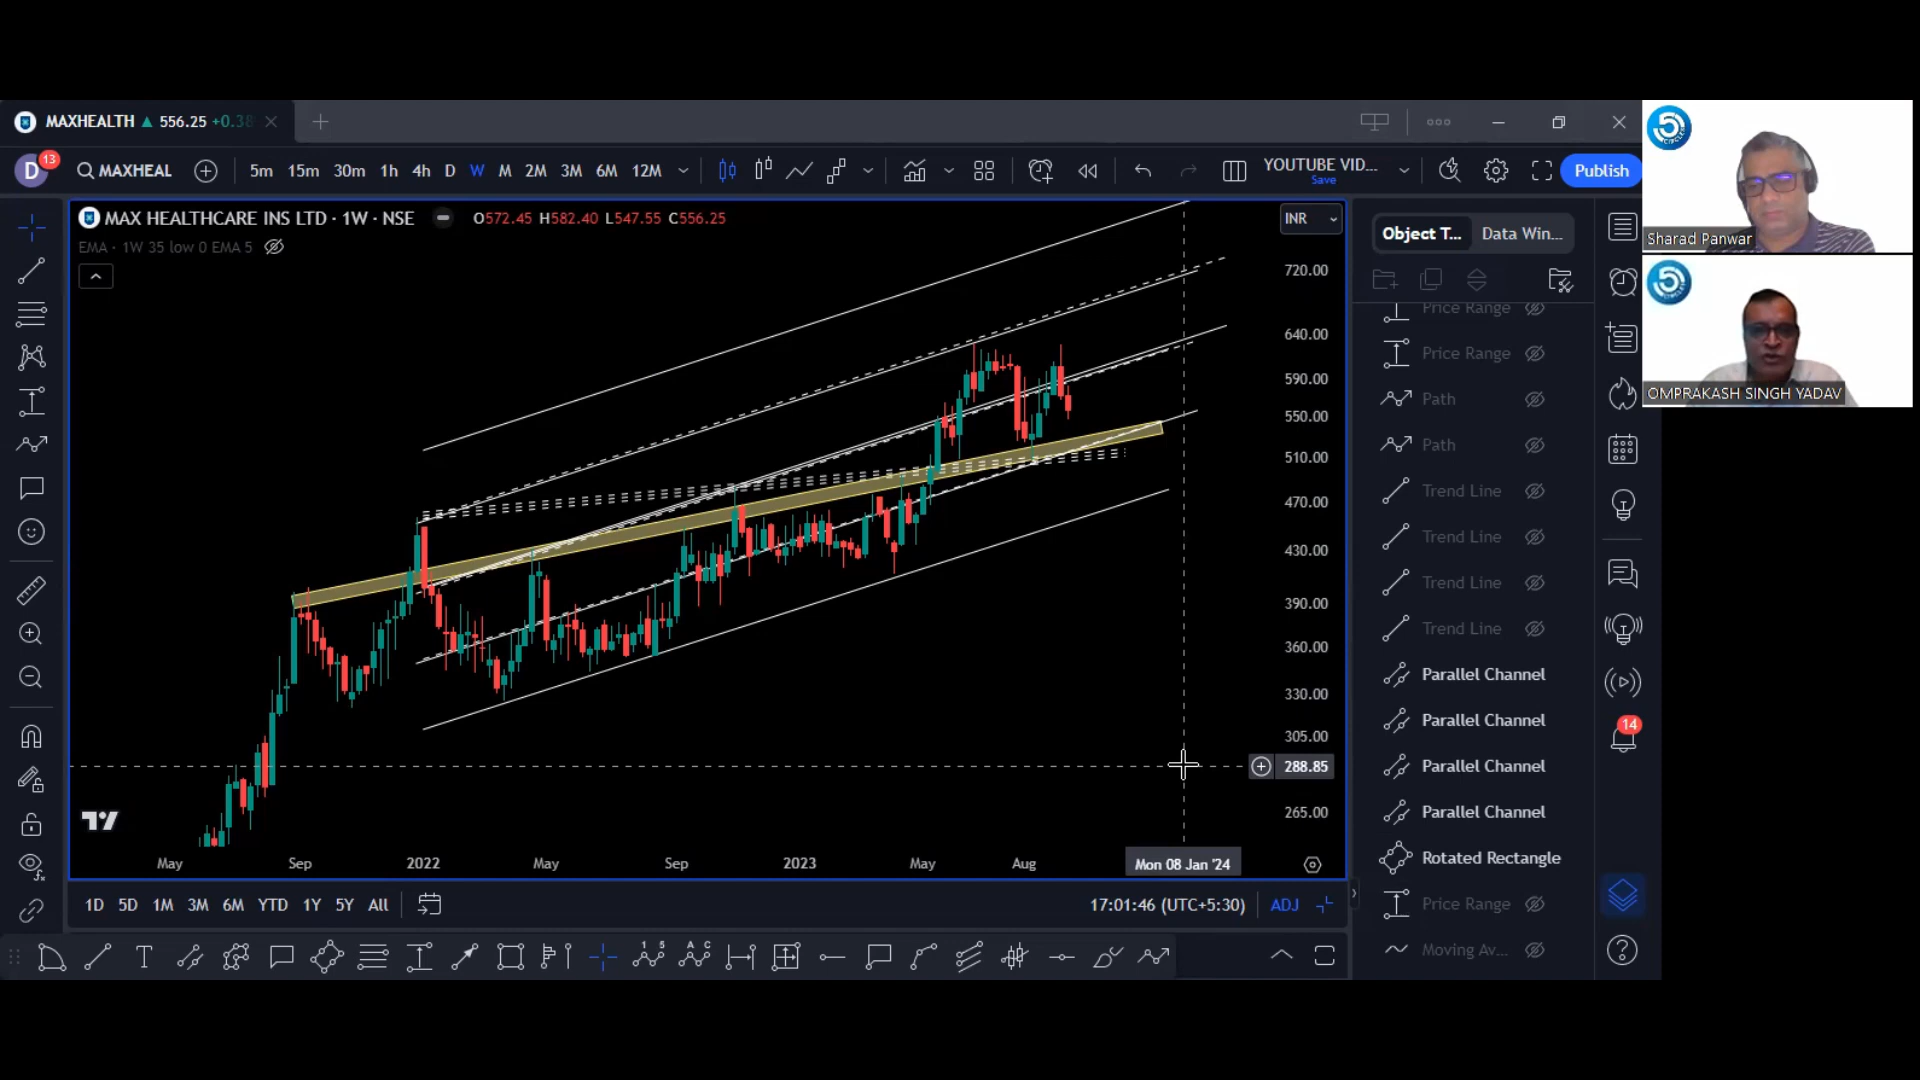 MAXHEALTH ▲ 556.25 +0.38
D 13 MAXHEAL 5m 15m 30m 1h 4h D W M 2M 3M 6M 12M YOUTUBE VID... Save Publish
MAX HEALTHCARE INS LTD · 1W · NSE O572.45 H582.40 L547.55 C556.25
EMA · 1W 35 low 0 EMA 5
INR
720.00
640.00
590.00
550.00
510.00
470.00
430.00
390.00
360.00
330.00
305.00
288.85
265.00
May Sep 2022 May Sep 2023 May Aug Mon 08 Jan '24
1D 5D 1M 3M 6M YTD 1Y 5Y All 17:01:46 (UTC+5:30) ADJ
Object T... Data Win...
Price Range
Price Range
Path
Path
Trend Line
Trend Line
Trend Line
Trend Line
Parallel Channel
Parallel Channel
Parallel Channel
Parallel Channel
Rotated Rectangle
Price Range
Moving Av...
14
Sharad Panwar
OMPRAKASH SINGH YADAV